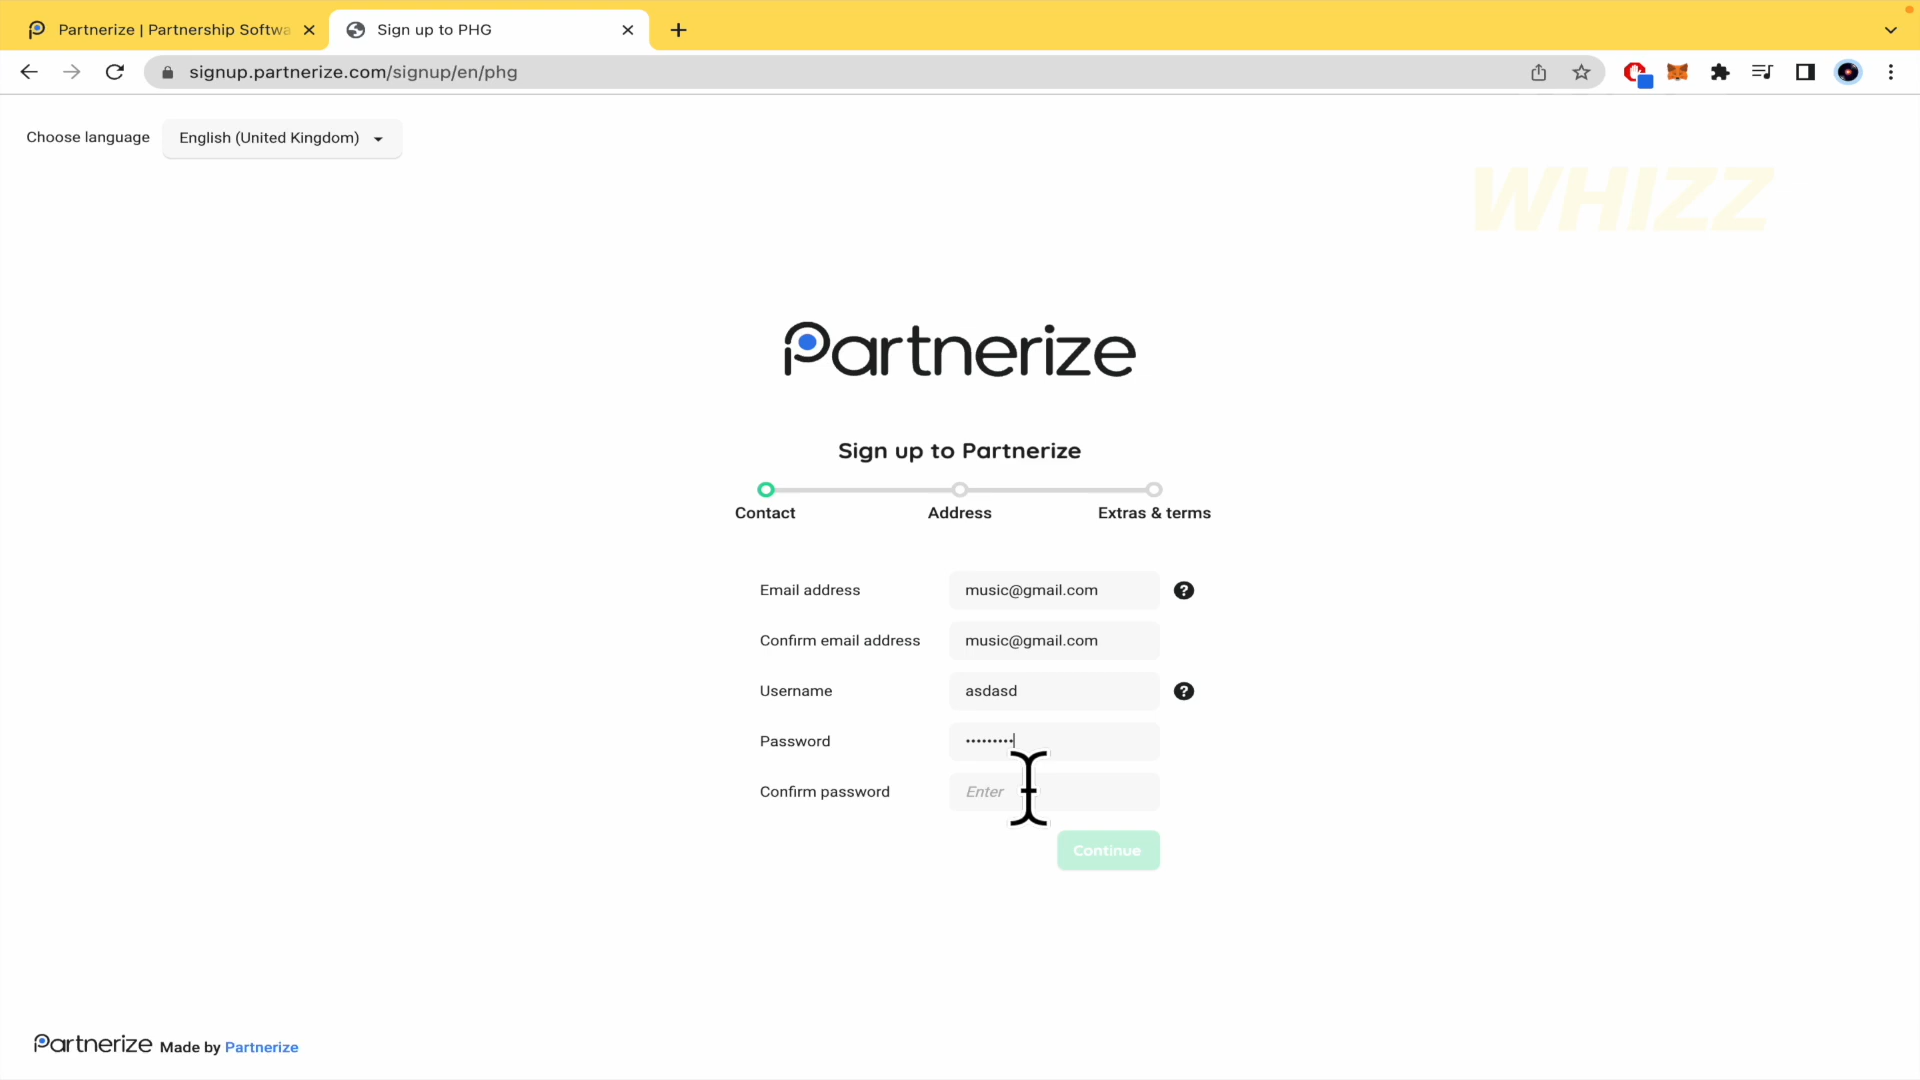 Partnerize | Partnership Softwa
Sign up to PHG
signup.partnerize.com/signup/en/phg
Choose language
English (United Kingdom)
WHIZZ
Partnerize
Sign up to Partnerize
Contact
Address
Extras & terms
Email address
music@gmail.com
Confirm email address
music@gmail.com
Username
asdasd
Password
•••••••••
Confirm password
Enter
Continue
Partnerize Made by Partnerize